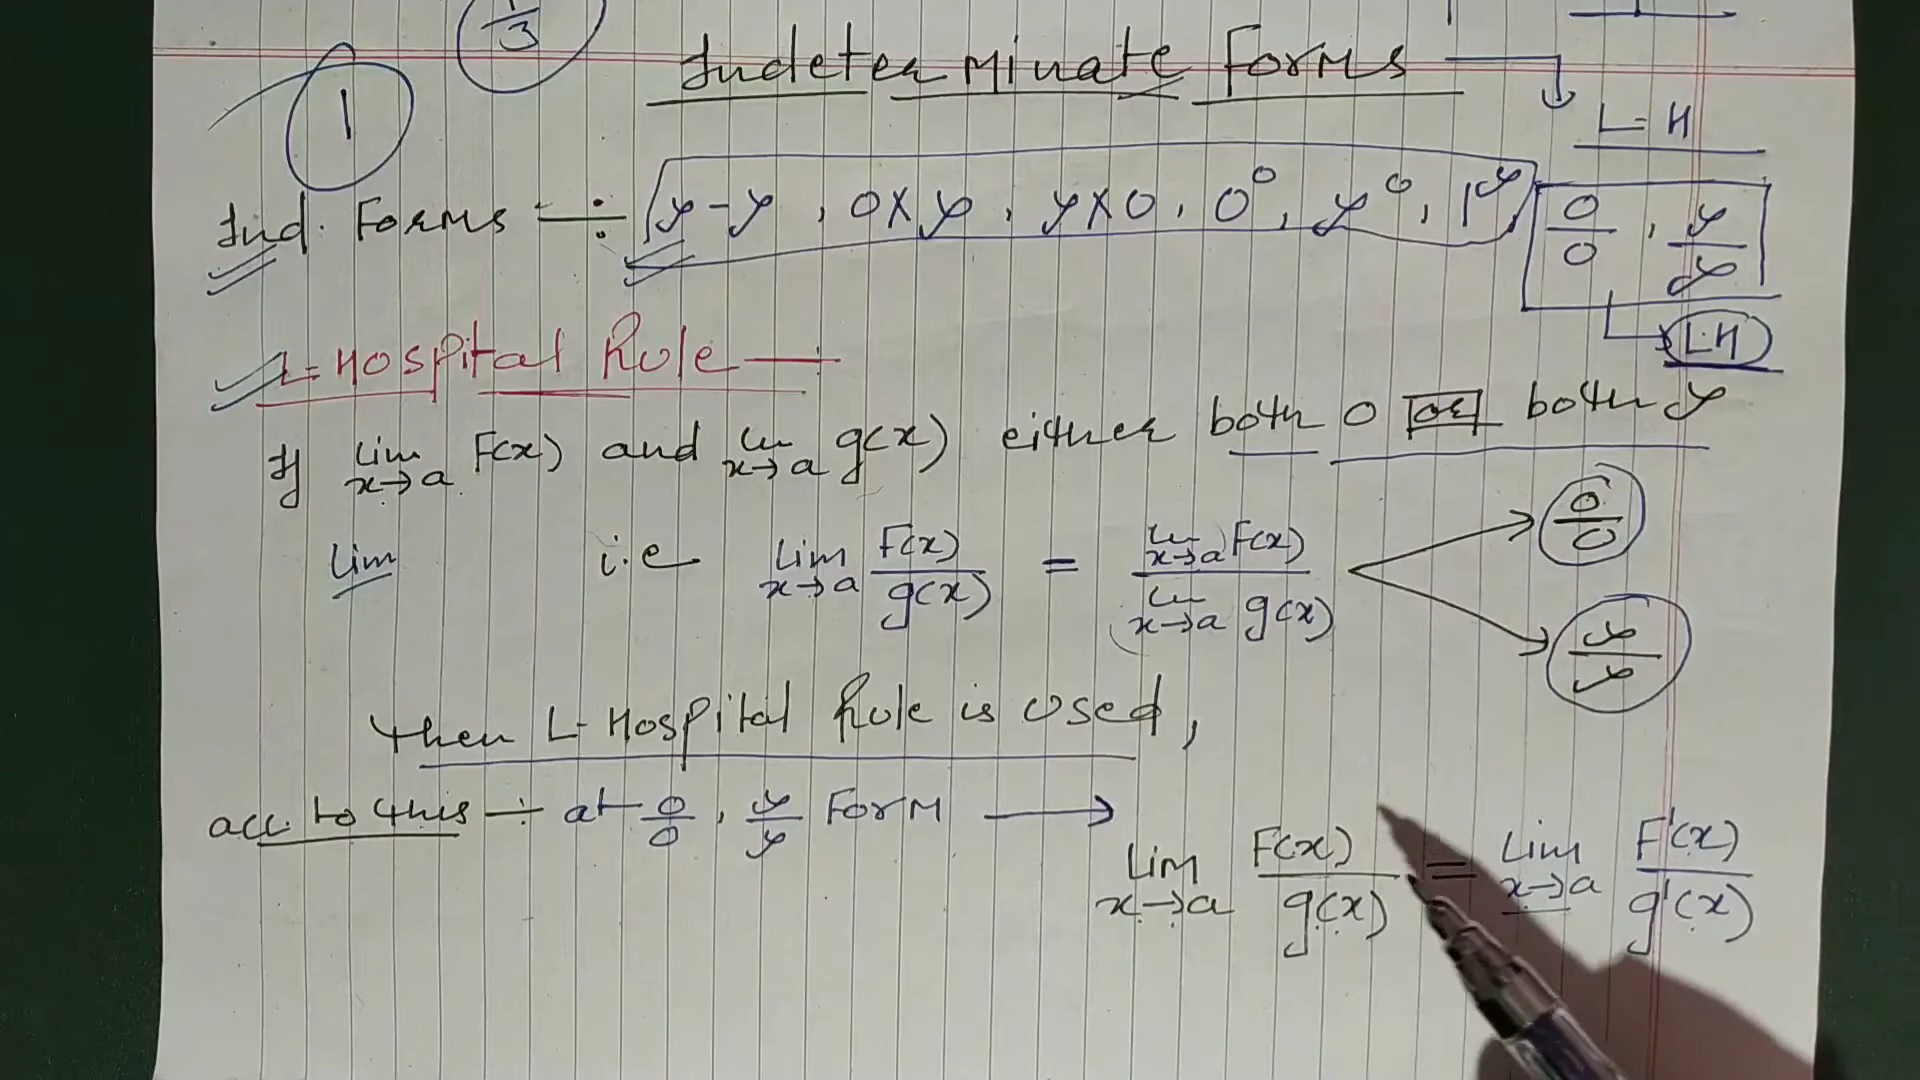 1/3
Indeterminate Forms
L-H
1
Ind. Forms ÷ ∞-∞, 0×∞, ∞×0, 0⁰, ∞⁰, 1^∞ 0/0, ∞/∞
L-H
L-Hospital Rule
If lim x→a F(x) and lim x→a g(x) either both 0 or both ∞
lim i.e lim x→a F(x)/g(x) = lim x→a F(x) / lim x→a g(x) 0/0
∞/∞
then L-Hospital Rule is used,
acc. to this ÷ at 0/0, ∞/∞ Form →
lim x→a F(x)/g(x) = lim x→a F'(x)/g'(x)